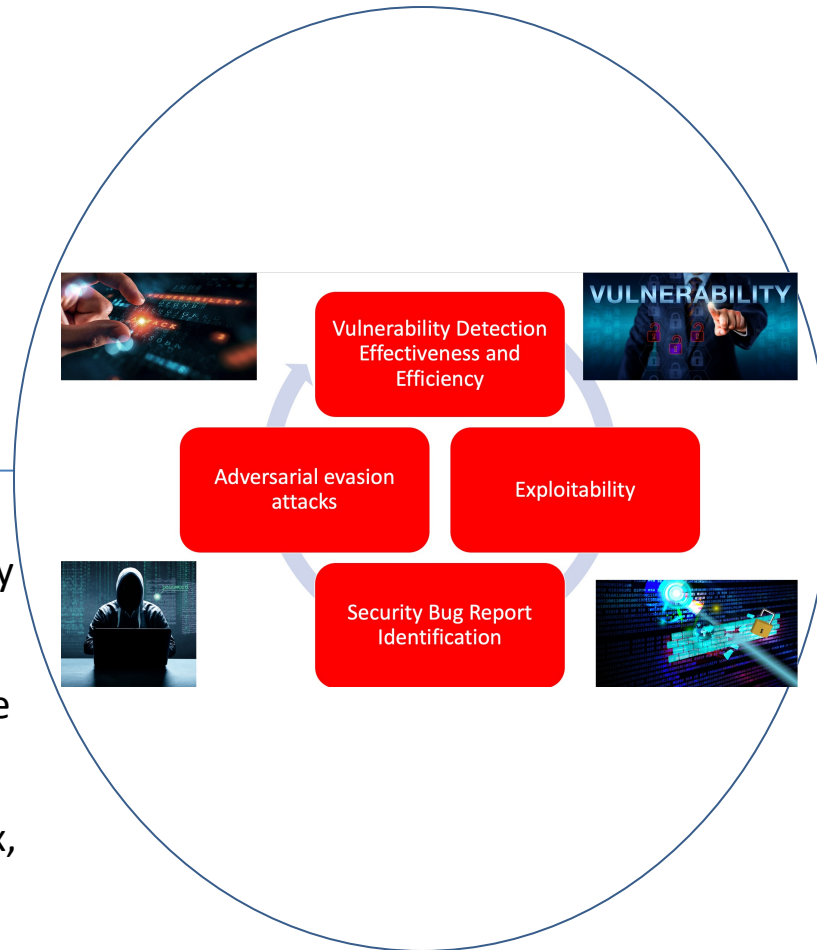 Vulnerability Detection
Effectiveness and
Efficiency
VULNERABILITY
Adversarial evasion
attacks
Exploitability
Security Bug Report
Identification
y
e
x,